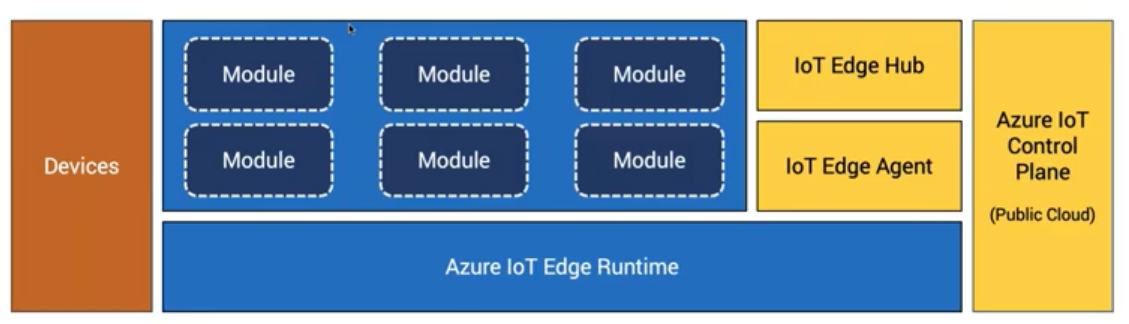 Devices
Module
Module
Module
Module
Module
Module
IoT Edge Hub
IoT Edge Agent
Azure IoT Edge Runtime
Azure IoT
Control
Plane
(Public Cloud)